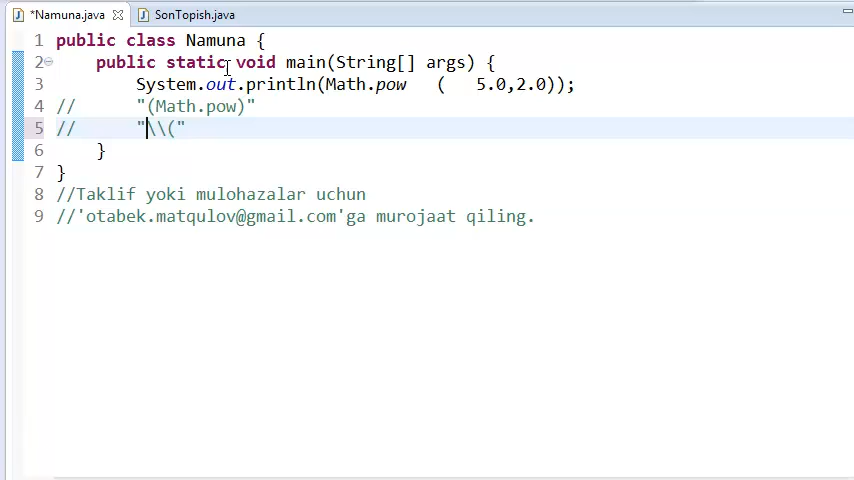 *Namuna.java SonTopish.java
1 public class Namuna {
2 public static void main(String[] args) {
3 System.out.println(Math.pow   (   5.0,2.0));
4 //      "(Math.pow)"
5 //      "\\("
6 }
7 }
8 //Taklif yoki mulohazalar uchun
9 //'otabek.matqulov@gmail.com'ga murojaat qiling.